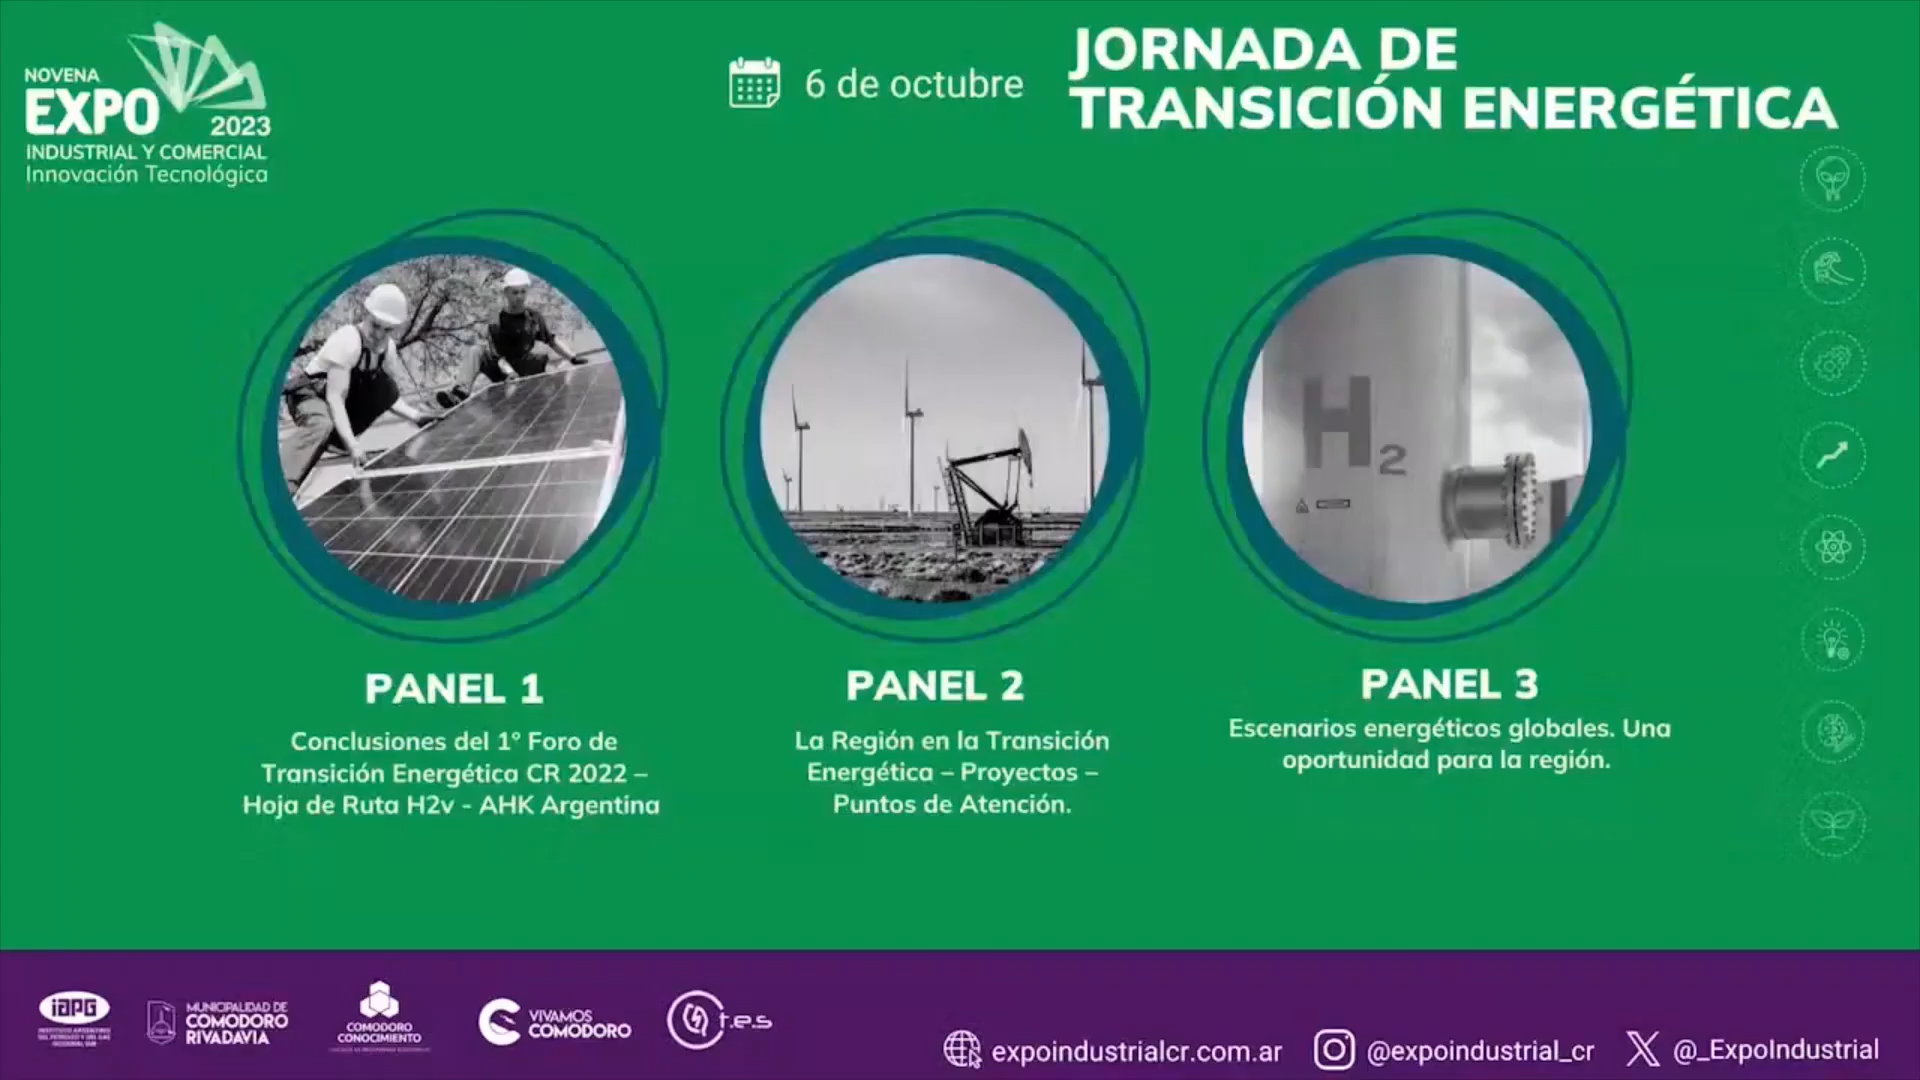 NOVENA
EXPO
2023
INDUSTRIAL Y COMERCIAL
Innovación Tecnológica
6 de octubre
JORNADA DE
TRANSICIÓN ENERGÉTICA
H2
PANEL 1
Conclusiones del 1° Foro de
Transición Energética CR 2022 –
Hoja de Ruta H2v - AHK Argentina
PANEL 2
La Región en la Transición
Energética – Proyectos –
Puntos de Atención.
PANEL 3
Escenarios energéticos globales. Una
oportunidad para la región.
iapg
MUNICIPALIDAD DE
COMODORO
RIVADAVIA
COMODORO
CONOCIMIENTO
VIVAMOS
COMODORO
t.e.s
expoindustrialcr.com.ar
@expoindustrial_cr
@_ExpoIndustrial